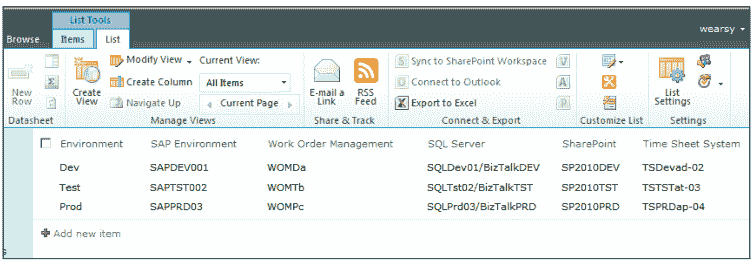 List Tools
wearsy
Browse Items List
Modify View Current View:
Sync to SharePoint Workspace
Create Column All Items
Connect to Outlook
New Row Create View Navigate Up Current Page E-mail a Link RSS Feed Export to Excel List Settings
Datasheet Manage Views Share & Track Connect & Export Customize List Settings
Environment SAP Environment Work Order Management SQL Server SharePoint Time Sheet System
Dev SAPDEV001 WOMDa SQLDev01/BizTalkDEV SP2010DEV TSDevad-02
Test SAPTST002 WOMTb SQLTst02/BizTalkTST SP2010TST TSTSTat-03
Prod SAPPRD03 WOMPc SQLPrd03/BizTalkPRD SP2010PRD TSPRDap-04
Add new item